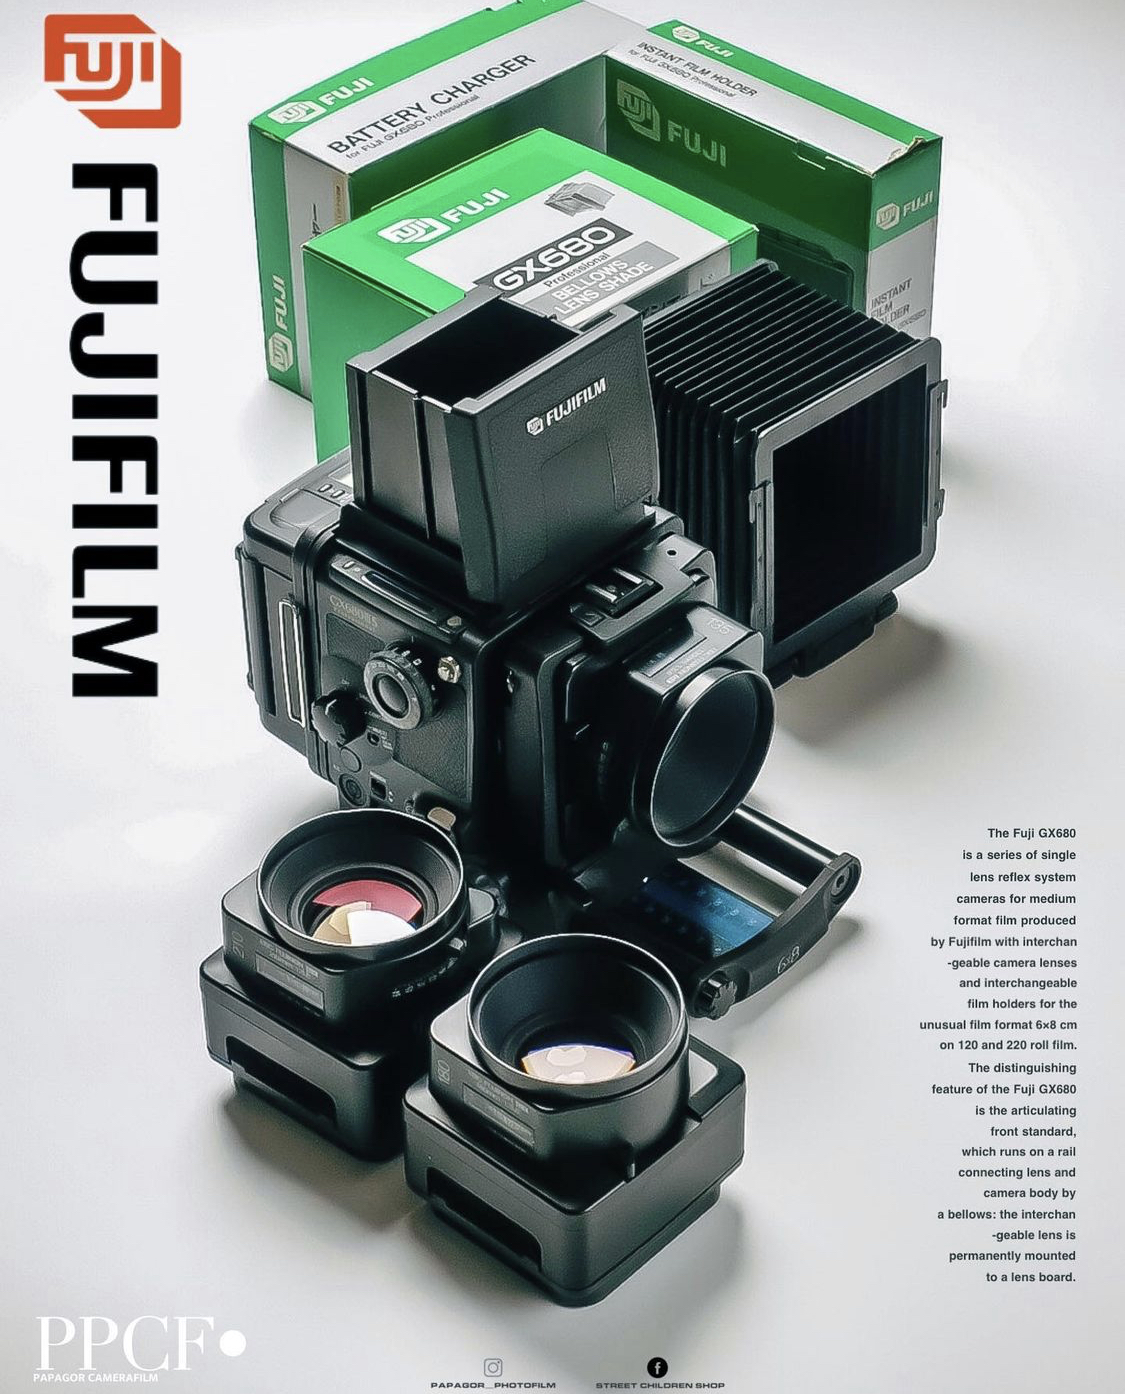 FUJI
FUJIFILM
FUJI
BATTERY CHARGER
for FUJI GX680 Professional
FUJI
INSTANT FILM HOLDER
for FUJI GX680 Professional
FUJI
FUJI
FUJI
GX680
Professional
BELLOWS
LENS SHADE
FUJI
FUJI
INSTANT
FILM
FUJIFILM
GX680IIIS
135
6×8
The Fuji GX680
is a series of single
lens reflex system
cameras for medium
format film produced
by Fujifilm with interchan
-geable camera lenses
and interchangeable
film holders for the
unusual film format 6×8 cm
on 120 and 220 roll film.
The distinguishing
feature of the Fuji GX680
is the articulating
front standard,
which runs on a rail
connecting lens and
camera body by
a bellows: the interchan
-geable lens is
permanently mounted
to a lens board.
PPCF•
PAPAGOR CAMERAFILM
PAPAGOR_PHOTOFILM
STREET CHILDREN SHOP